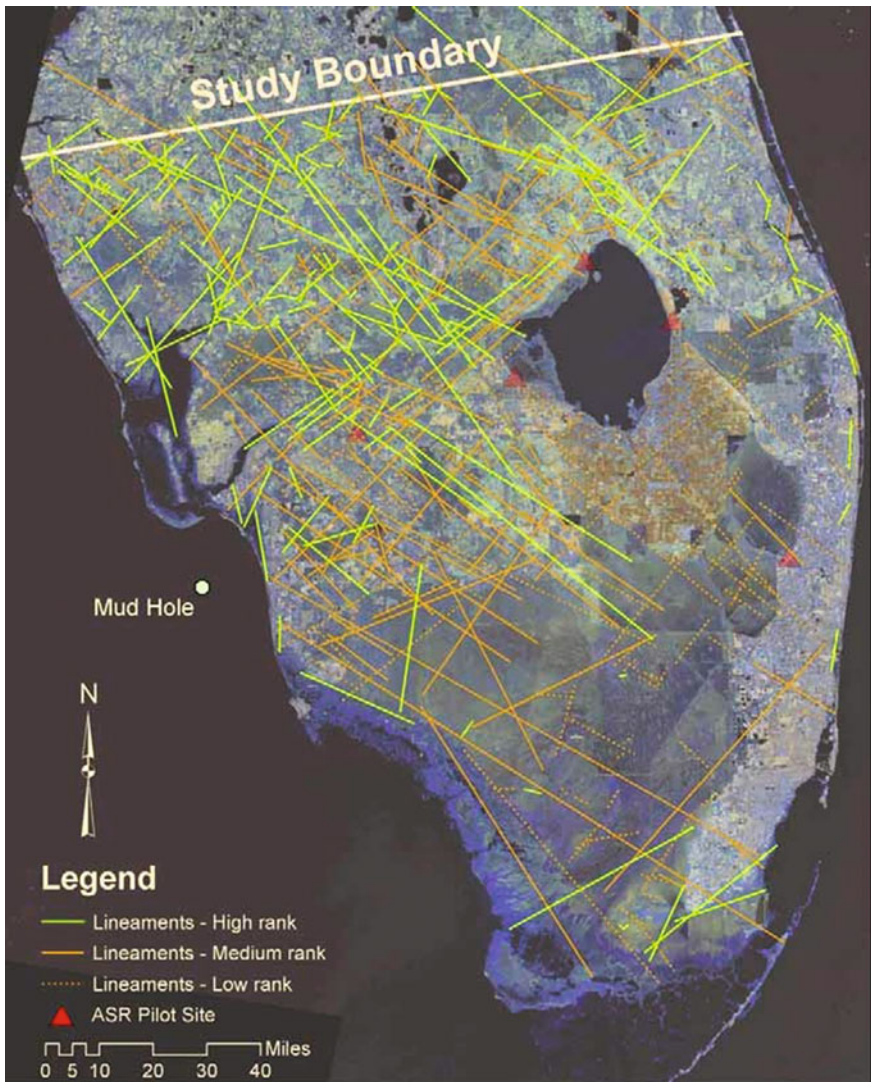 Study Boundary
Mud Hole
N
Legend
Lineaments - High rank
Lineaments - Medium rank
Lineaments - Low rank
ASR Pilot Site
Miles
0 5 10 20 30 40